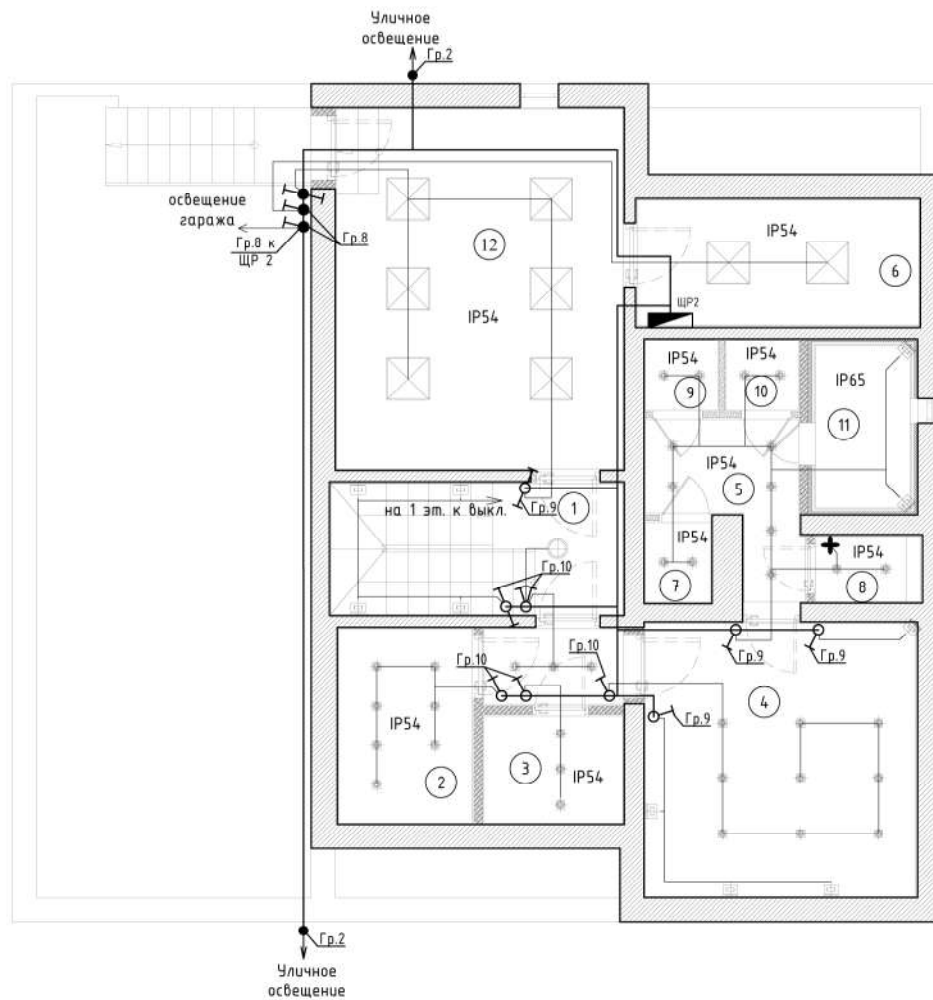 Уличное
освещение
Гр.2
освещение
гаража
Гр.8 к
ЩР 2
Гр.8
12
IP54
IP54
6
ЩР2
IP54
9
IP54
10
IP65
11
IP54
5
на 1 эт. к выкл.
1
Гр.9
IP54
7
IP54
8
Гр.10
Гр.10
Гр.10
Гр.9
Гр.9
IP54
2
3
IP54
4
Гр.9
Гр.2
Уличное
освещение